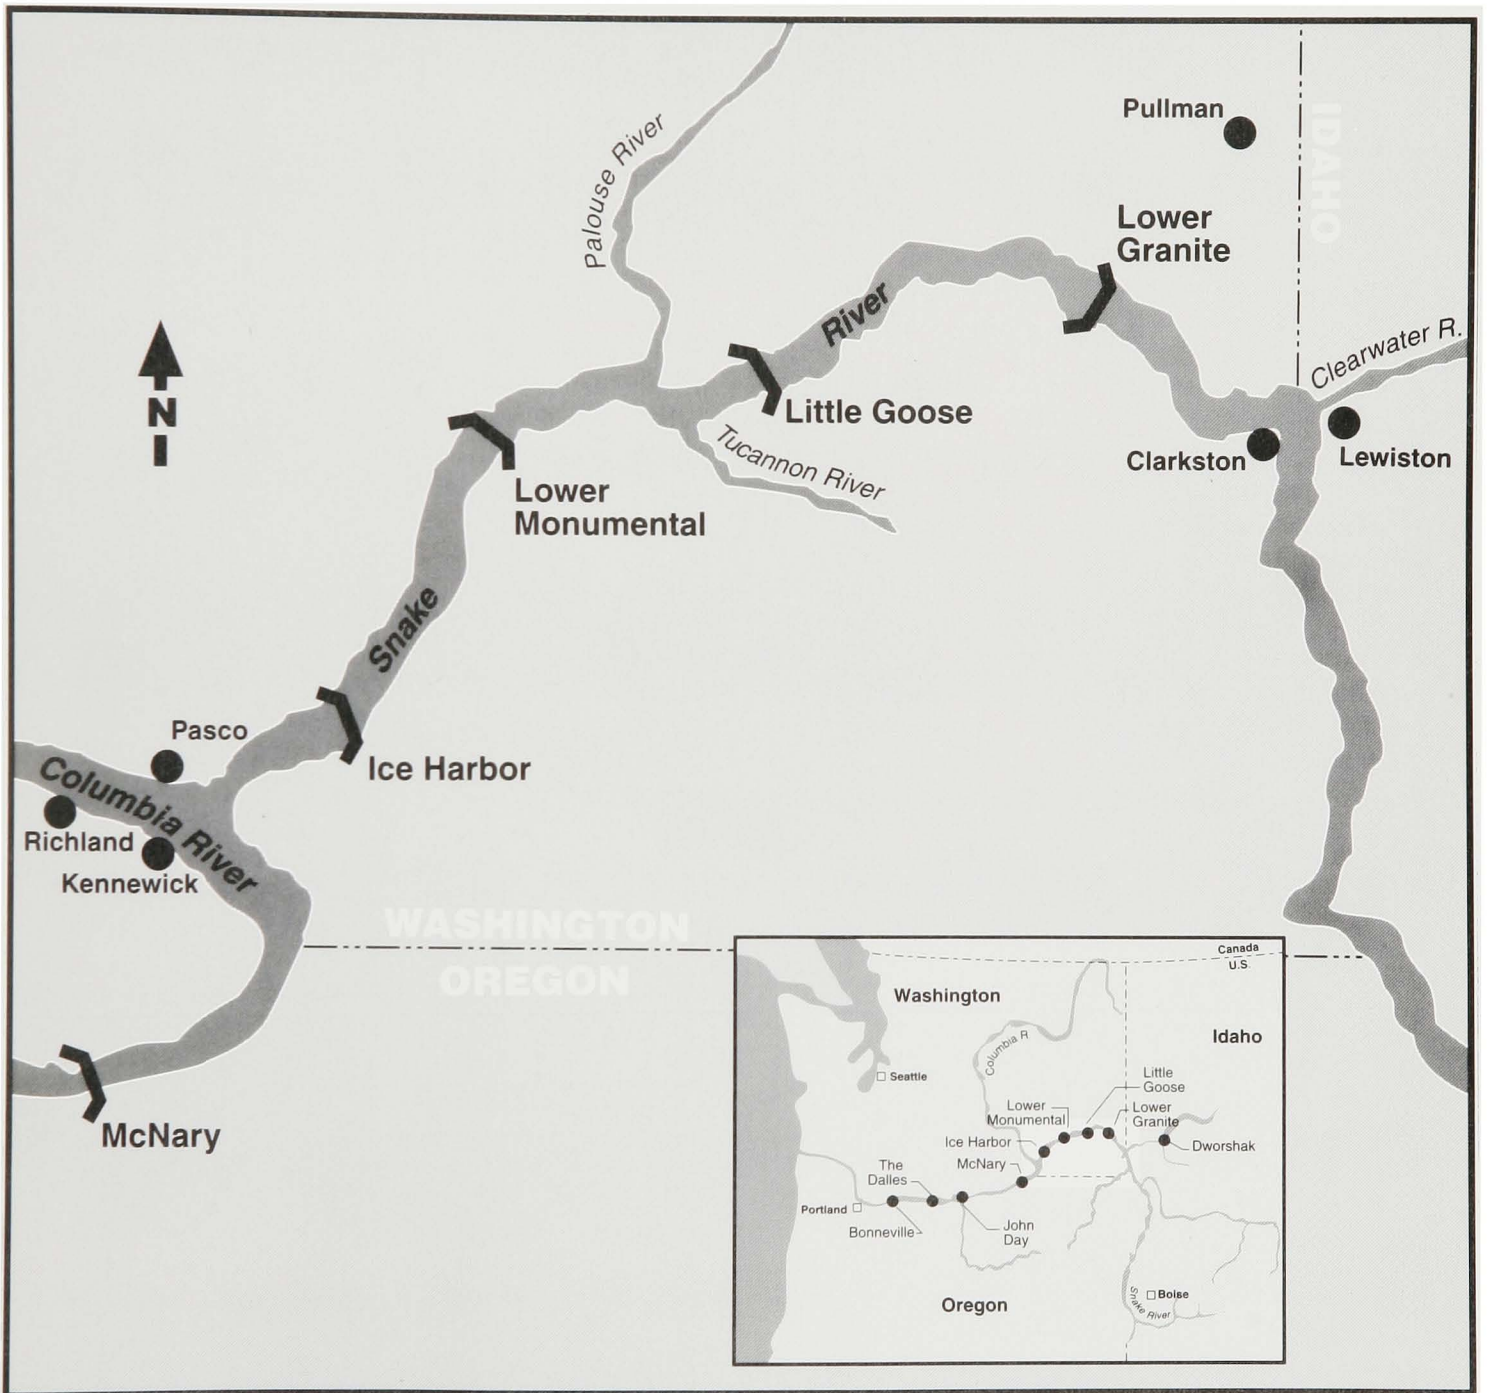 Palouse River
Pullman
IDAHO
Lower
Granite
River
Clearwater R.
N
Little Goose
Tucannon River
Clarkston
Lewiston
Lower
Monumental
Snake
Pasco
Ice Harbor
Columbia River
Richland
Kennewick
WASHINGTON
OREGON
McNary
Canada
U.S.
Washington
Idaho
Columbia R
Seattle
Little
Goose
Lower
Monumental
Lower
Granite
Ice Harbor
Dworshak
McNary
The
Dalles
Portland
Bonneville
John
Day
Boise
Snake River
Oregon